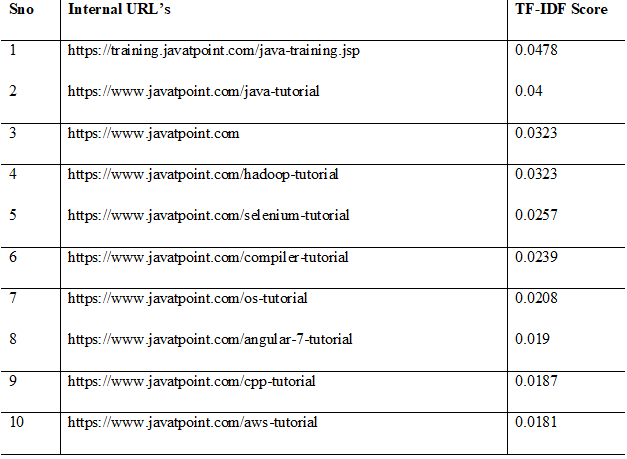 Sno Internal URL's TF-IDF Score
1 https://training.javatpoint.com/java-training.jsp 0.0478
2 https://www.javatpoint.com/java-tutorial 0.04
3 https://www.javatpoint.com 0.0323
4 https://www.javatpoint.com/hadoop-tutorial 0.0323
5 https://www.javatpoint.com/selenium-tutorial 0.0257
6 https://www.javatpoint.com/compiler-tutorial 0.0239
7 https://www.javatpoint.com/os-tutorial 0.0208
8 https://www.javatpoint.com/angular-7-tutorial 0.019
9 https://www.javatpoint.com/cpp-tutorial 0.0187
10 https://www.javatpoint.com/aws-tutorial 0.0181